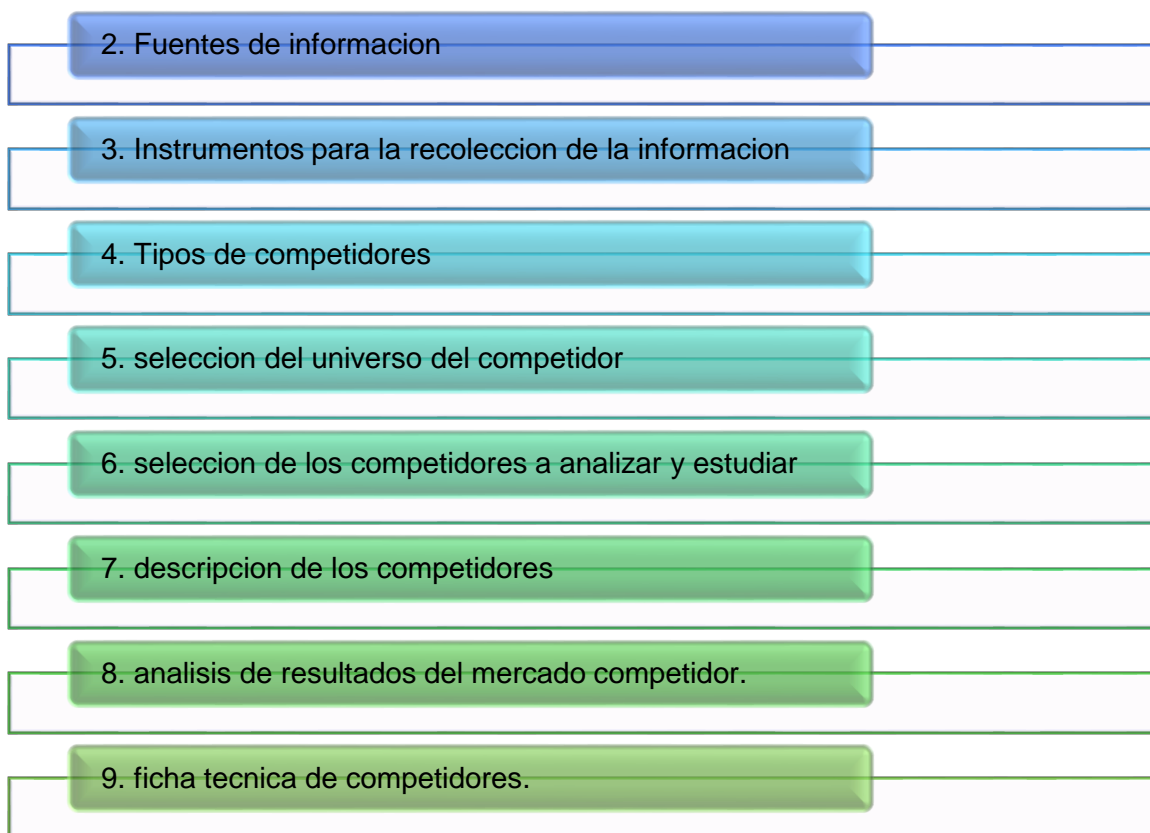 2. Fuentes de informacion
3. Instrumentos para la recoleccion de la informacion
4. Tipos de competidores
5. seleccion del universo del competidor
6. seleccion de los competidores a analizar y estudiar
7. descripcion de los competidores
8. analisis de resultados del mercado competidor.
9. ficha tecnica de competidores.